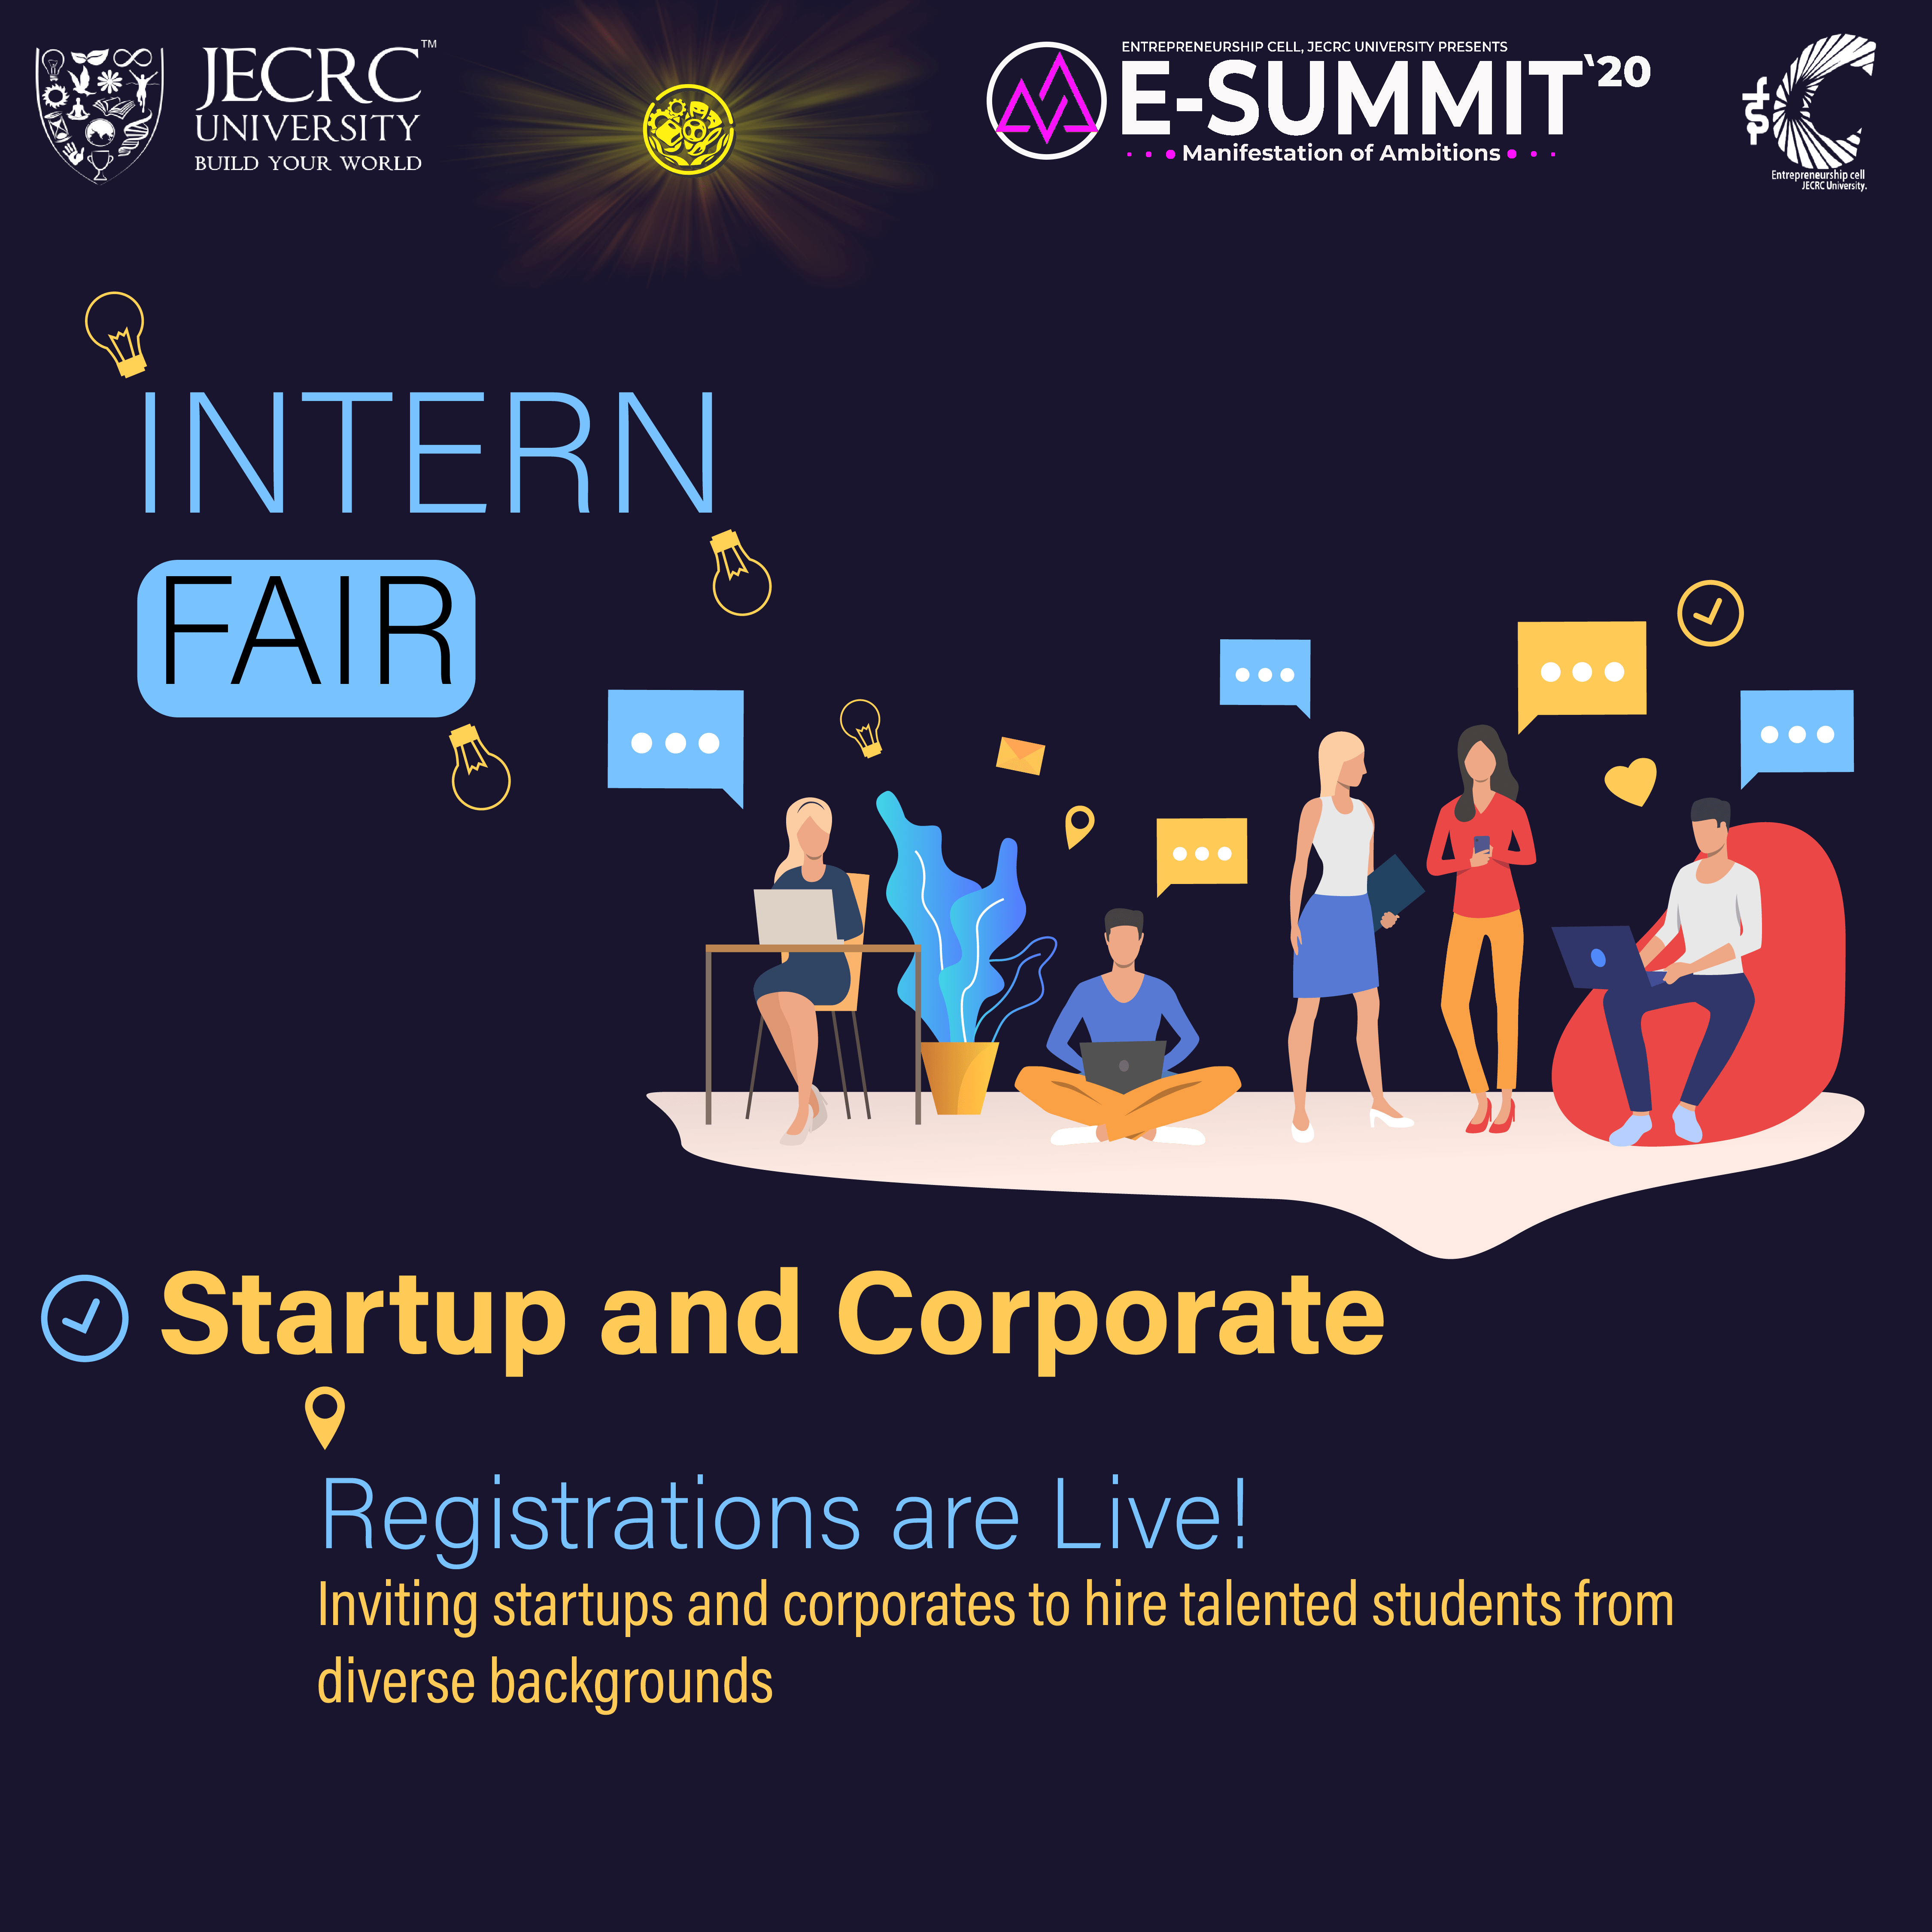 JECRC™
UNIVERSITY
BUILD YOUR WORLD
ENTREPRENEURSHIP CELL, JECRC UNIVERSITY PRESENTS
E-SUMMIT‘20
Manifestation of Ambitions
Entrepreneurship cell
JECRC University.
INTERN
FAIR
Startup and Corporate
Registrations are Live!
Inviting startups and corporates to hire talented students from
diverse backgrounds